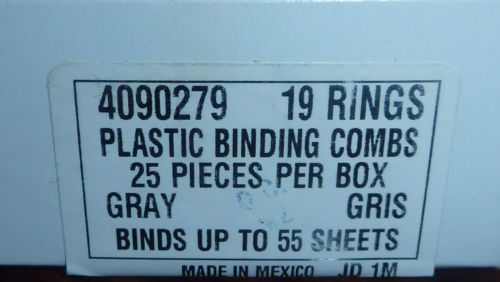 4090279 19 RINGS
PLASTIC BINDING COMBS
25 PIECES PER BOX
GRAY GRIS
BINDS UP TO 55 SHEETS
MADE IN MEXICO JD 1M